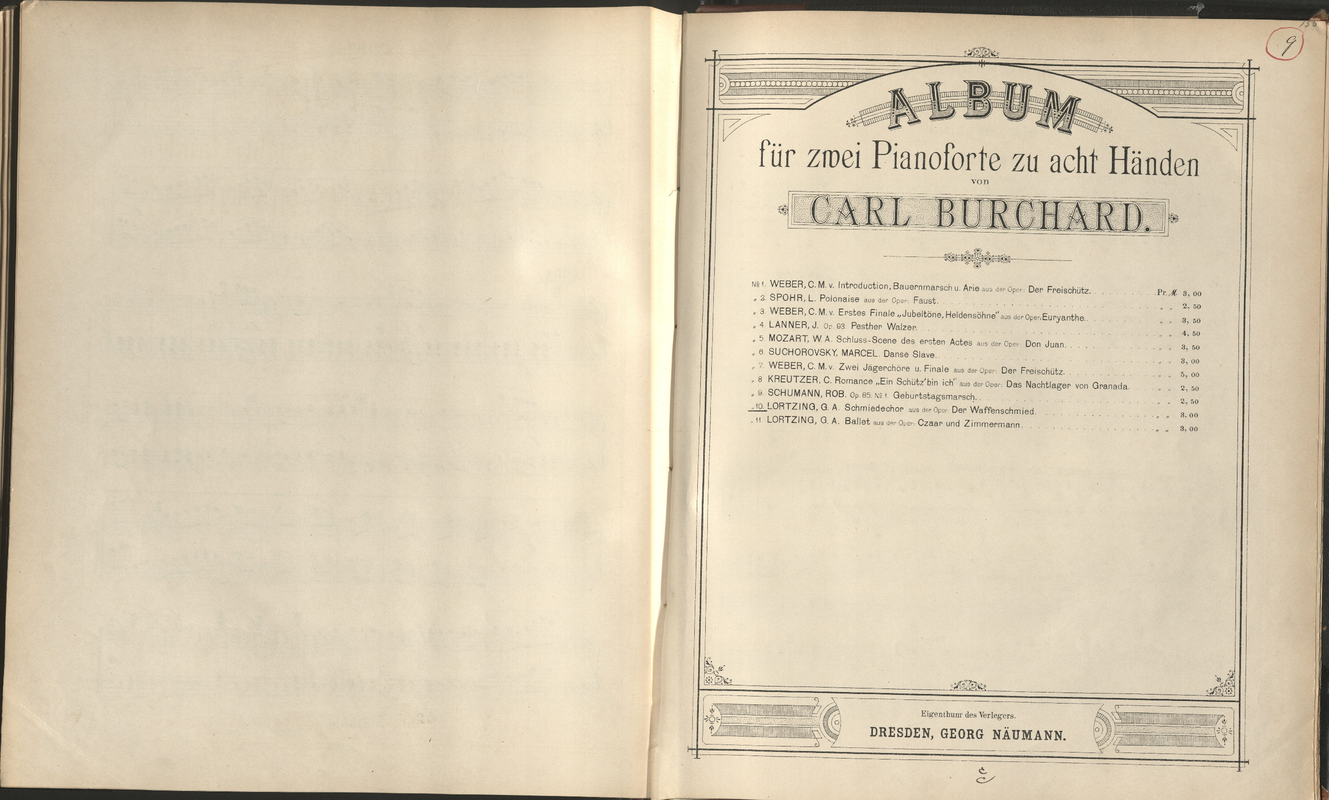 9
ALBUM
für zwei Pianoforte zu acht Händen
von
CARL BURCHARD.
No. 1. WEBER, C. M. v. Introduction, Bauernmarsch u. Arie aus der Oper: Der Freischütz. Pr. M. 3,00
„ 2. SPOHR, L. Polonaise aus der Oper: Faust. „ „ 2,50
„ 3. WEBER, C. M. v. Erstes Finale „Jubeltöne, Heldensöhne" aus der Oper: Euryanthe. „ „ 3,50
„ 4. LANNER, J. Op. 93. Pesther Walzer. „ „ 4,50
„ 5. MOZART, W. A. Schluss-Scene des ersten Actes aus der Oper: Don Juan. „ „ 3,50
„ 6. SUCHOROVSKY, MARCEL. Danse Slave. „ „ 3,00
„ 7. WEBER, C. M. v. Zwei Jägerchöre u. Finale aus der Oper: Der Freischütz. „ „ 5,00
„ 8. KREUTZER, C. Romance „Ein Schütz' bin ich" aus der Oper: Das Nachtlager von Granada. „ „ 2,50
„ 9. SCHUMANN, ROB. Op. 85. No. 1. Geburtstagsmarsch. „ „ 2,50
„ 10. LORTZING, G. A. Schmiedechor aus der Oper: Der Waffenschmied. „ „ 3,00
„ 11. LORTZING, G. A. Ballet aus der Oper: Czaar und Zimmermann. „ „ 3,00
Eigenthum des Verlegers.
DRESDEN, GEORG NÄUMANN.